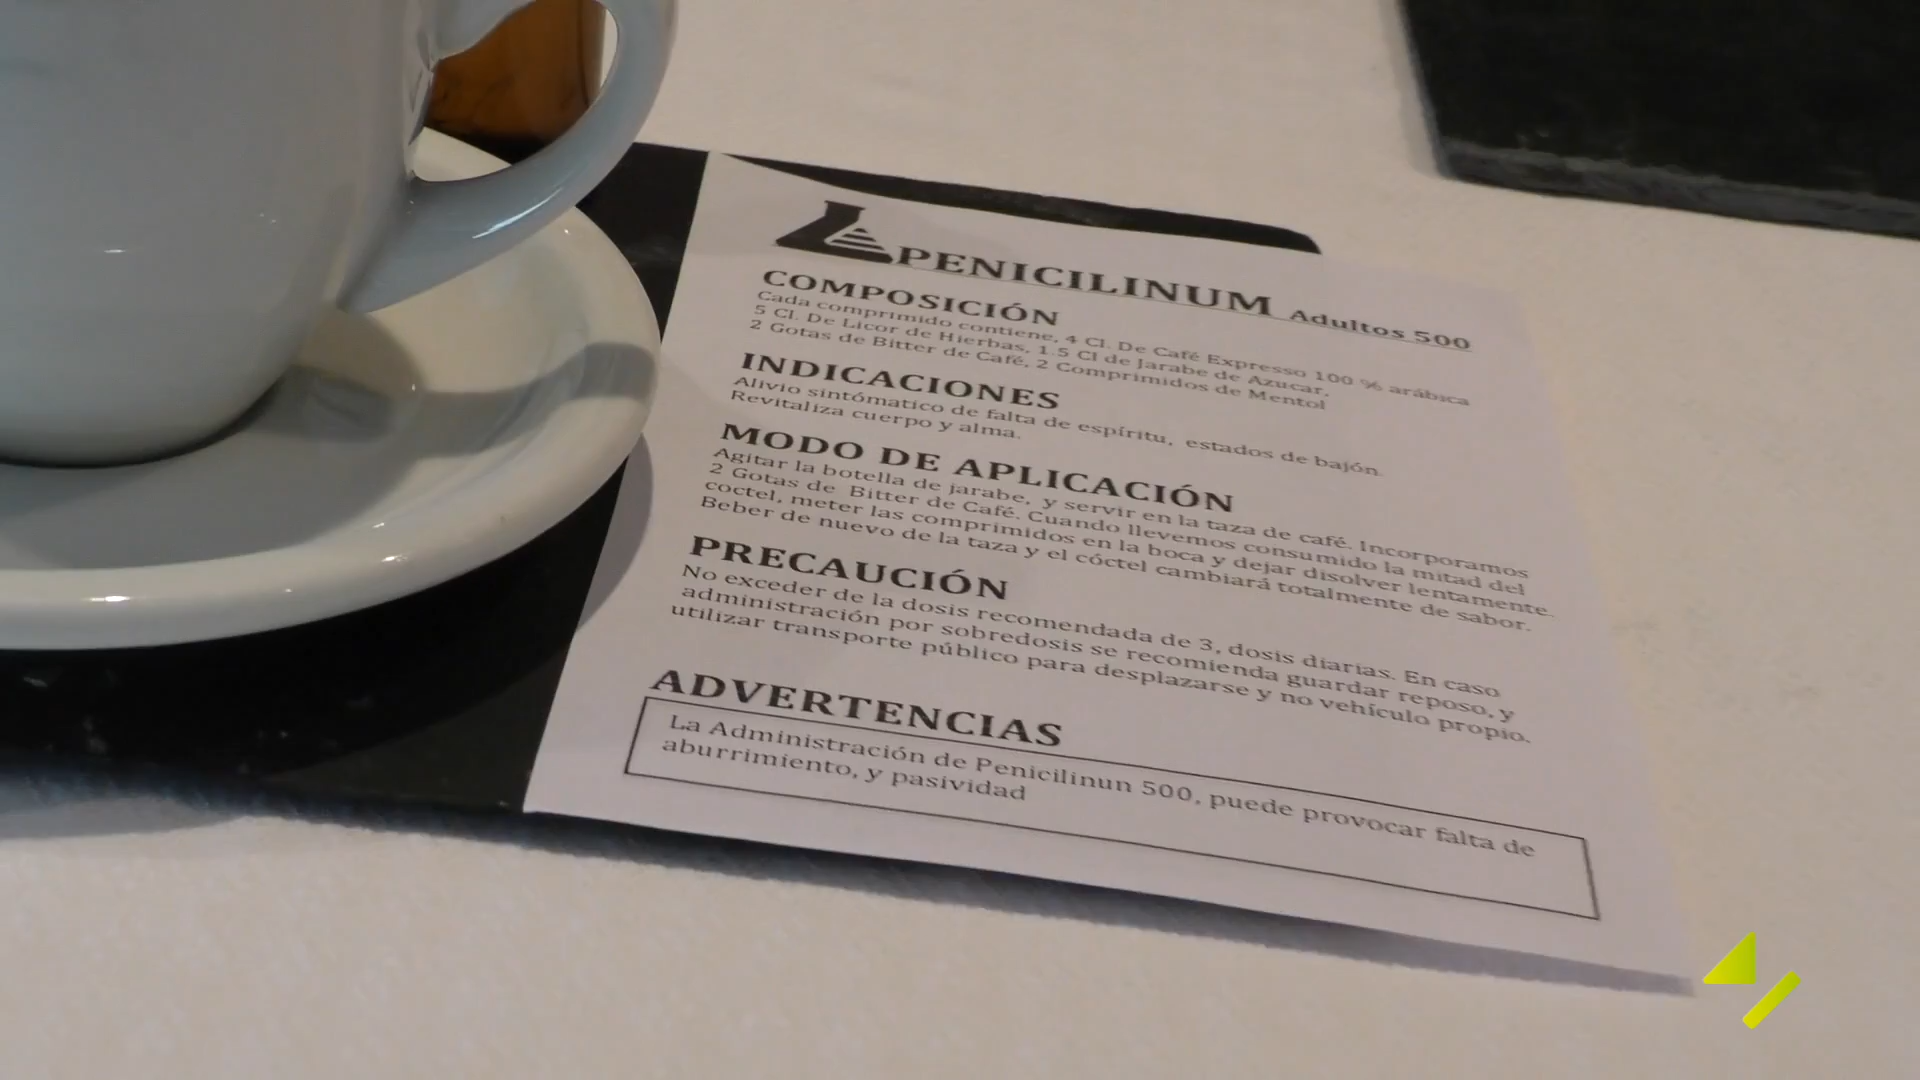 PENICILINUM Adultos 500
COMPOSICIÓN
Cada comprimido contiene, 4 Cl. De Café Expresso 100 % arábica
5 Cl. De Licor de Hierbas, 1.5 Cl de Jarabe de Azucar,
2 Gotas de Bitter de Café, 2 Comprimidos de Mentol
INDICACIONES
Alivio sintómatico de falta de espíritu, estados de bajón.
Revitaliza cuerpo y alma.
MODO DE APLICACIÓN
Agitar la botella de jarabe, y servir en la taza de café. Incorporamos
2 Gotas de Bitter de Café. Cuando llevemos consumido la mitad del
coctel, meter las comprimidos en la boca y dejar disolver lentamente.
Beber de nuevo de la taza y el cóctel cambiará totalmente de sabor.
PRECAUCIÓN
No exceder de la dosis recomendada de 3, dosis diarias. En caso
administración por sobredosis se recomienda guardar reposo, y
utilizar transporte público para desplazarse y no vehículo propio.
ADVERTENCIAS
La Administración de Penicilinun 500, puede provocar falta de
aburrimiento, y pasividad